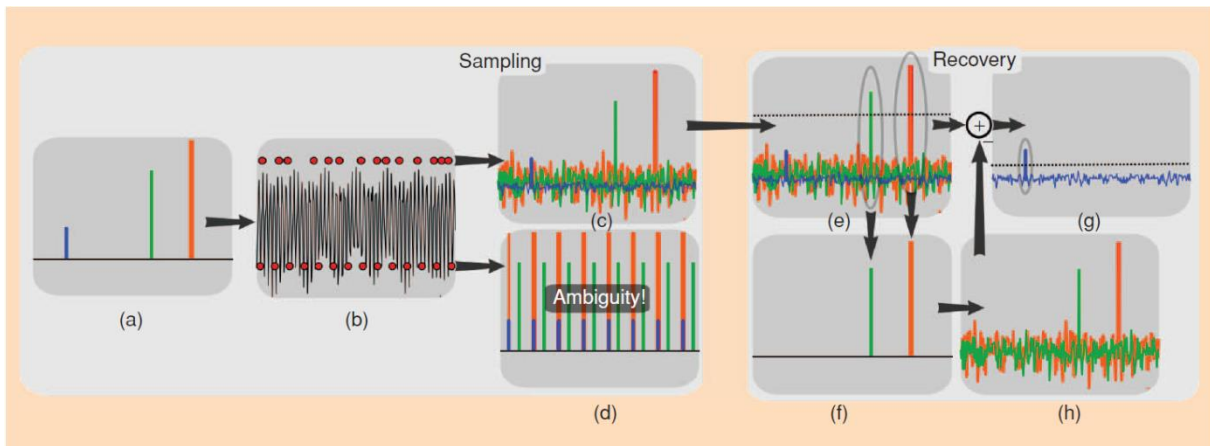 Sampling
Recovery
+
−
(a)
(b)
(c)
Ambiguity!
(d)
(e)
(f)
(g)
(h)